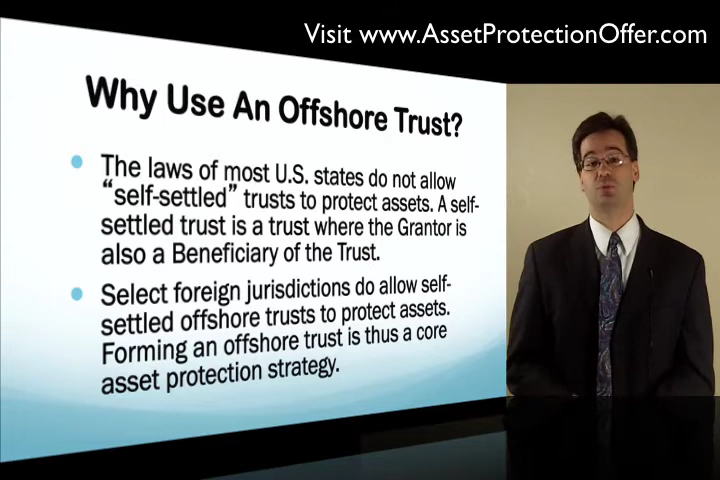 Visit www.AssetProtectionOffer.com
Why Use An Offshore Trust?
The laws of most U.S. states do not allow
“self-settled” trusts to protect assets. A self-
settled trust is a trust where the Grantor is
also a Beneficiary of the Trust.
Select foreign jurisdictions do allow self-
settled offshore trusts to protect assets.
Forming an offshore trust is thus a core
asset protection strategy.